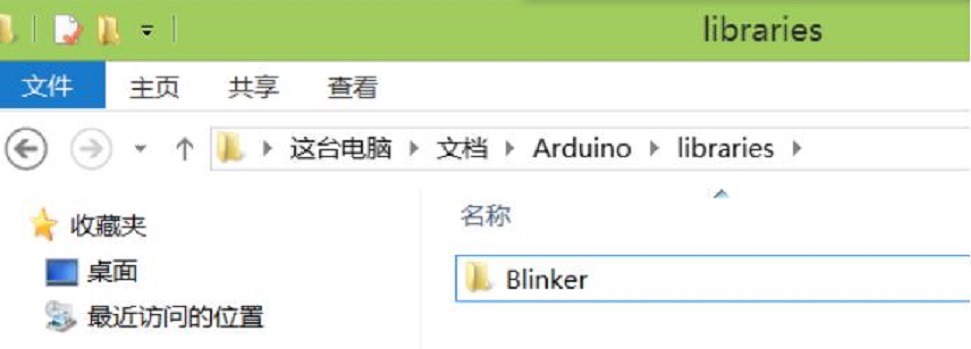 libraries
文件 主页 共享 查看
这台电脑 文档 Arduino libraries
收藏夹
名称
桌面
Blinker
最近访问的位置